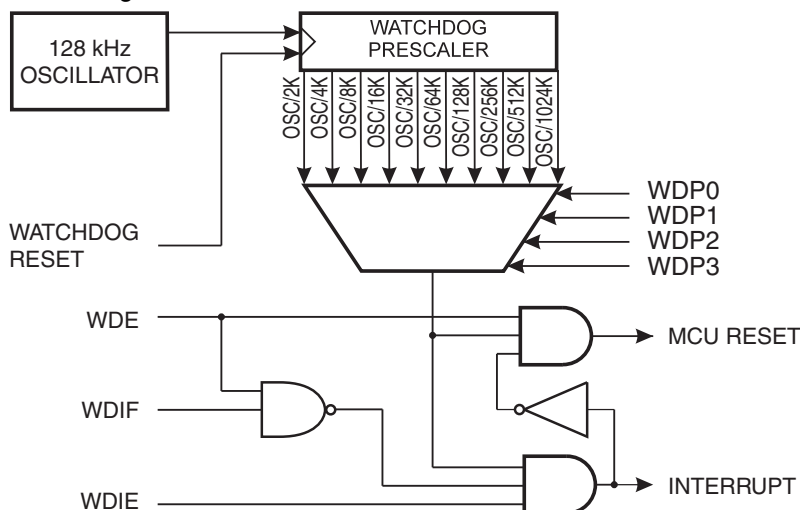 128 kHz
OSCILLATOR
WATCHDOG
PRESCALER
OSC/2K
OSC/4K
OSC/8K
OSC/16K
OSC/32K
OSC/64K
OSC/128K
OSC/256K
OSC/512K
OSC/1024K
WDP0
WDP1
WDP2
WDP3
WATCHDOG
RESET
WDE
MCU RESET
WDIF
INTERRUPT
WDIE